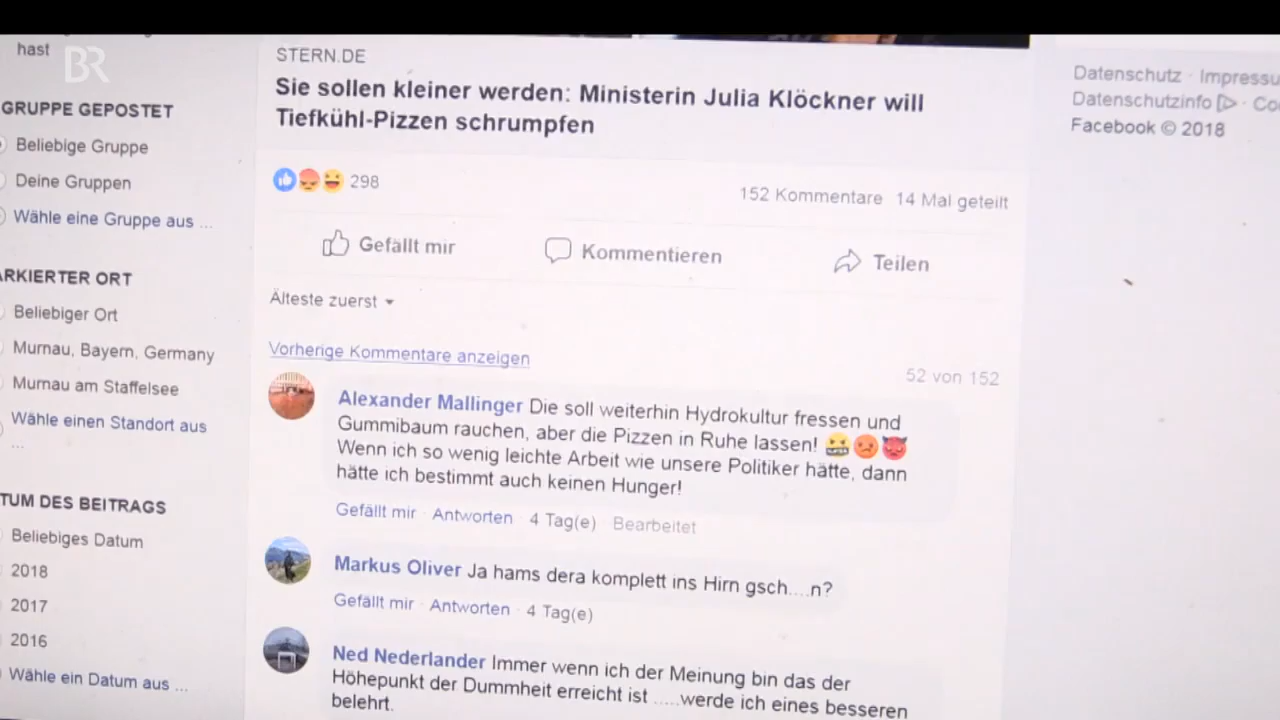 hast
BR
GRUPPE GEPOSTET
Beliebige Gruppe
Deine Gruppen
Wähle eine Gruppe aus ...
ARKIERTER ORT
Beliebiger Ort
Murnau, Bayern, Germany
Murnau am Staffelsee
Wähle einen Standort aus
...
TUM DES BEITRAGS
Beliebiges Datum
2018
2017
2016
Wähle ein Datum aus ...
STERN.DE
Sie sollen kleiner werden: Ministerin Julia Klöckner will
Tiefkühl-Pizzen schrumpfen
298
152 Kommentare 14 Mal geteilt
Gefällt mir Kommentieren Teilen
Älteste zuerst
Vorherige Kommentare anzeigen
52 von 152
Alexander Mallinger Die soll weiterhin Hydrokultur fressen und
Gummibaum rauchen, aber die Pizzen in Ruhe lassen! 🤬😡👿
Wenn ich so wenig leichte Arbeit wie unsere Politiker hätte, dann
hätte ich bestimmt auch keinen Hunger!
Gefällt mir · Antworten · 4 Tag(e) · Bearbeitet
Markus Oliver Ja hams dera komplett ins Hirn gsch....n?
Gefällt mir · Antworten · 4 Tag(e)
Ned Nederlander Immer wenn ich der Meinung bin das der
Höhepunkt der Dummheit erreicht ist .....werde ich eines besseren
belehrt.
Datenschutz · Impressu
Datenschutzinfo · Co
Facebook © 2018